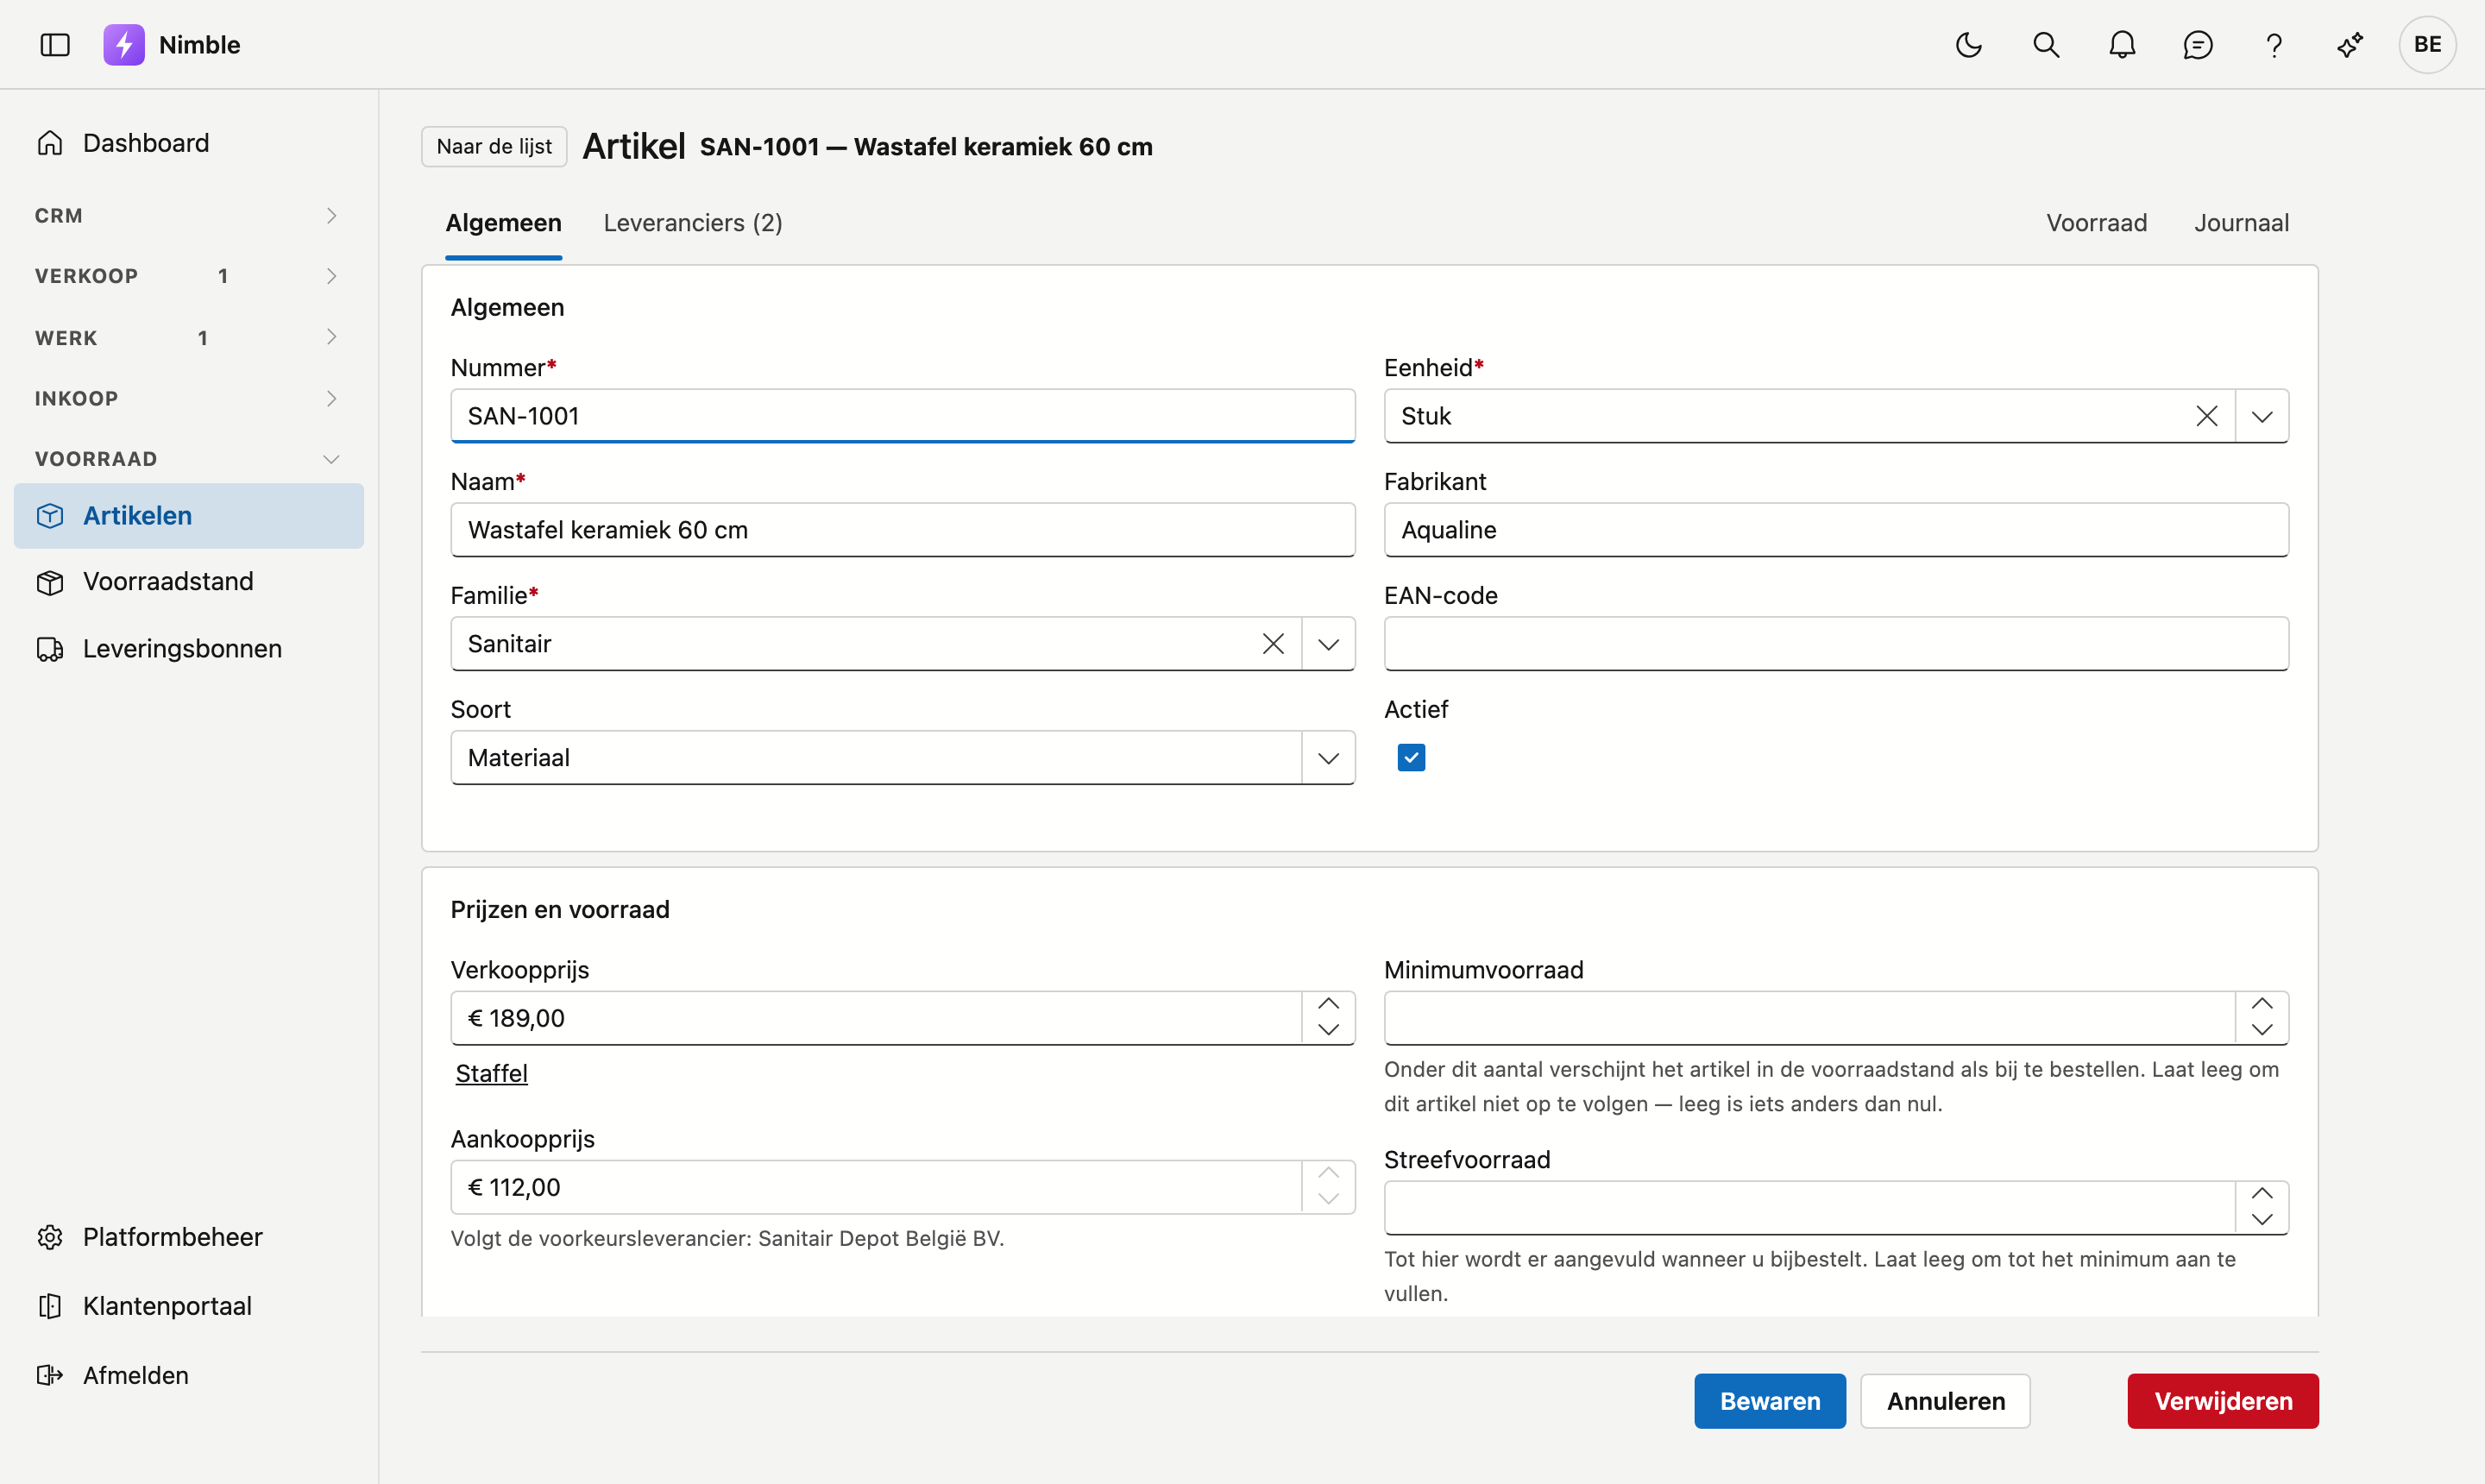 Nimble
BE
Dashboard
CRM
VERKOOP 1
WERK 1
INKOOP
VOORRAAD
Artikelen
Voorraadstand
Leveringsbonnen
Platformbeheer
Klantenportaal
Afmelden
Naar de lijst Artikel SAN-1001 — Wastafel keramiek 60 cm
Algemeen Leveranciers (2) Voorraad Journaal
Algemeen
Nummer*
SAN-1001
Naam*
Wastafel keramiek 60 cm
Familie*
Sanitair
Soort
Materiaal
Eenheid*
Stuk
Fabrikant
Aqualine
EAN-code
Actief
Prijzen en voorraad
Verkoopprijs
€ 189,00
Staffel
Aankoopprijs
€ 112,00
Volgt de voorkeursleverancier: Sanitair Depot België BV.
Minimumvoorraad
Onder dit aantal verschijnt het artikel in de voorraadstand als bij te bestellen. Laat leeg om
dit artikel niet op te volgen — leeg is iets anders dan nul.
Streefvoorraad
Tot hier wordt er aangevuld wanneer u bijbestelt. Laat leeg om tot het minimum aan te
vullen.
Bewaren Annuleren Verwijderen